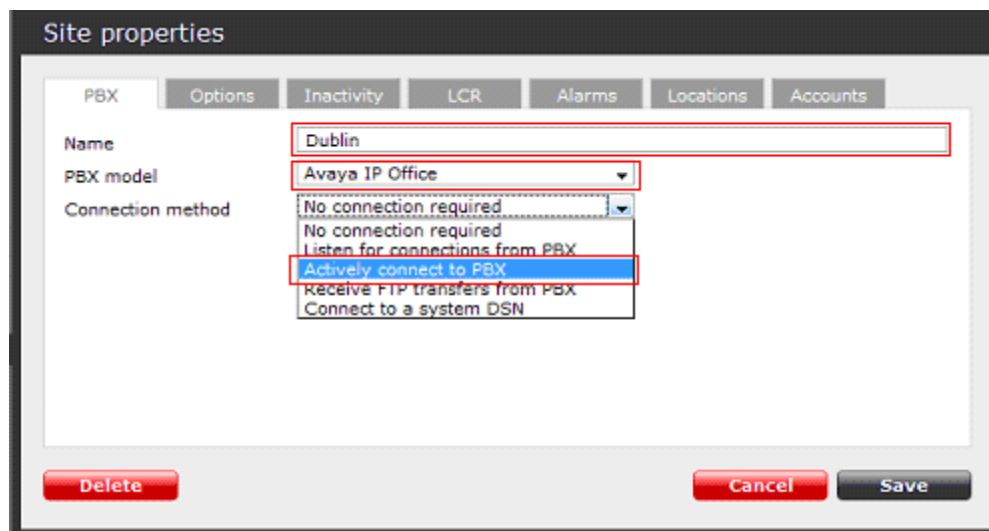 Site properties
PBX Options Inactivity LCR Alarms Locations Accounts
Name Dublin
PBX model Avaya IP Office
Connection method No connection required
No connection required
Listen for connections from PBX
Actively connect to PBX
Receive FTP transfers from PBX
Connect to a system DSN
Delete Cancel Save